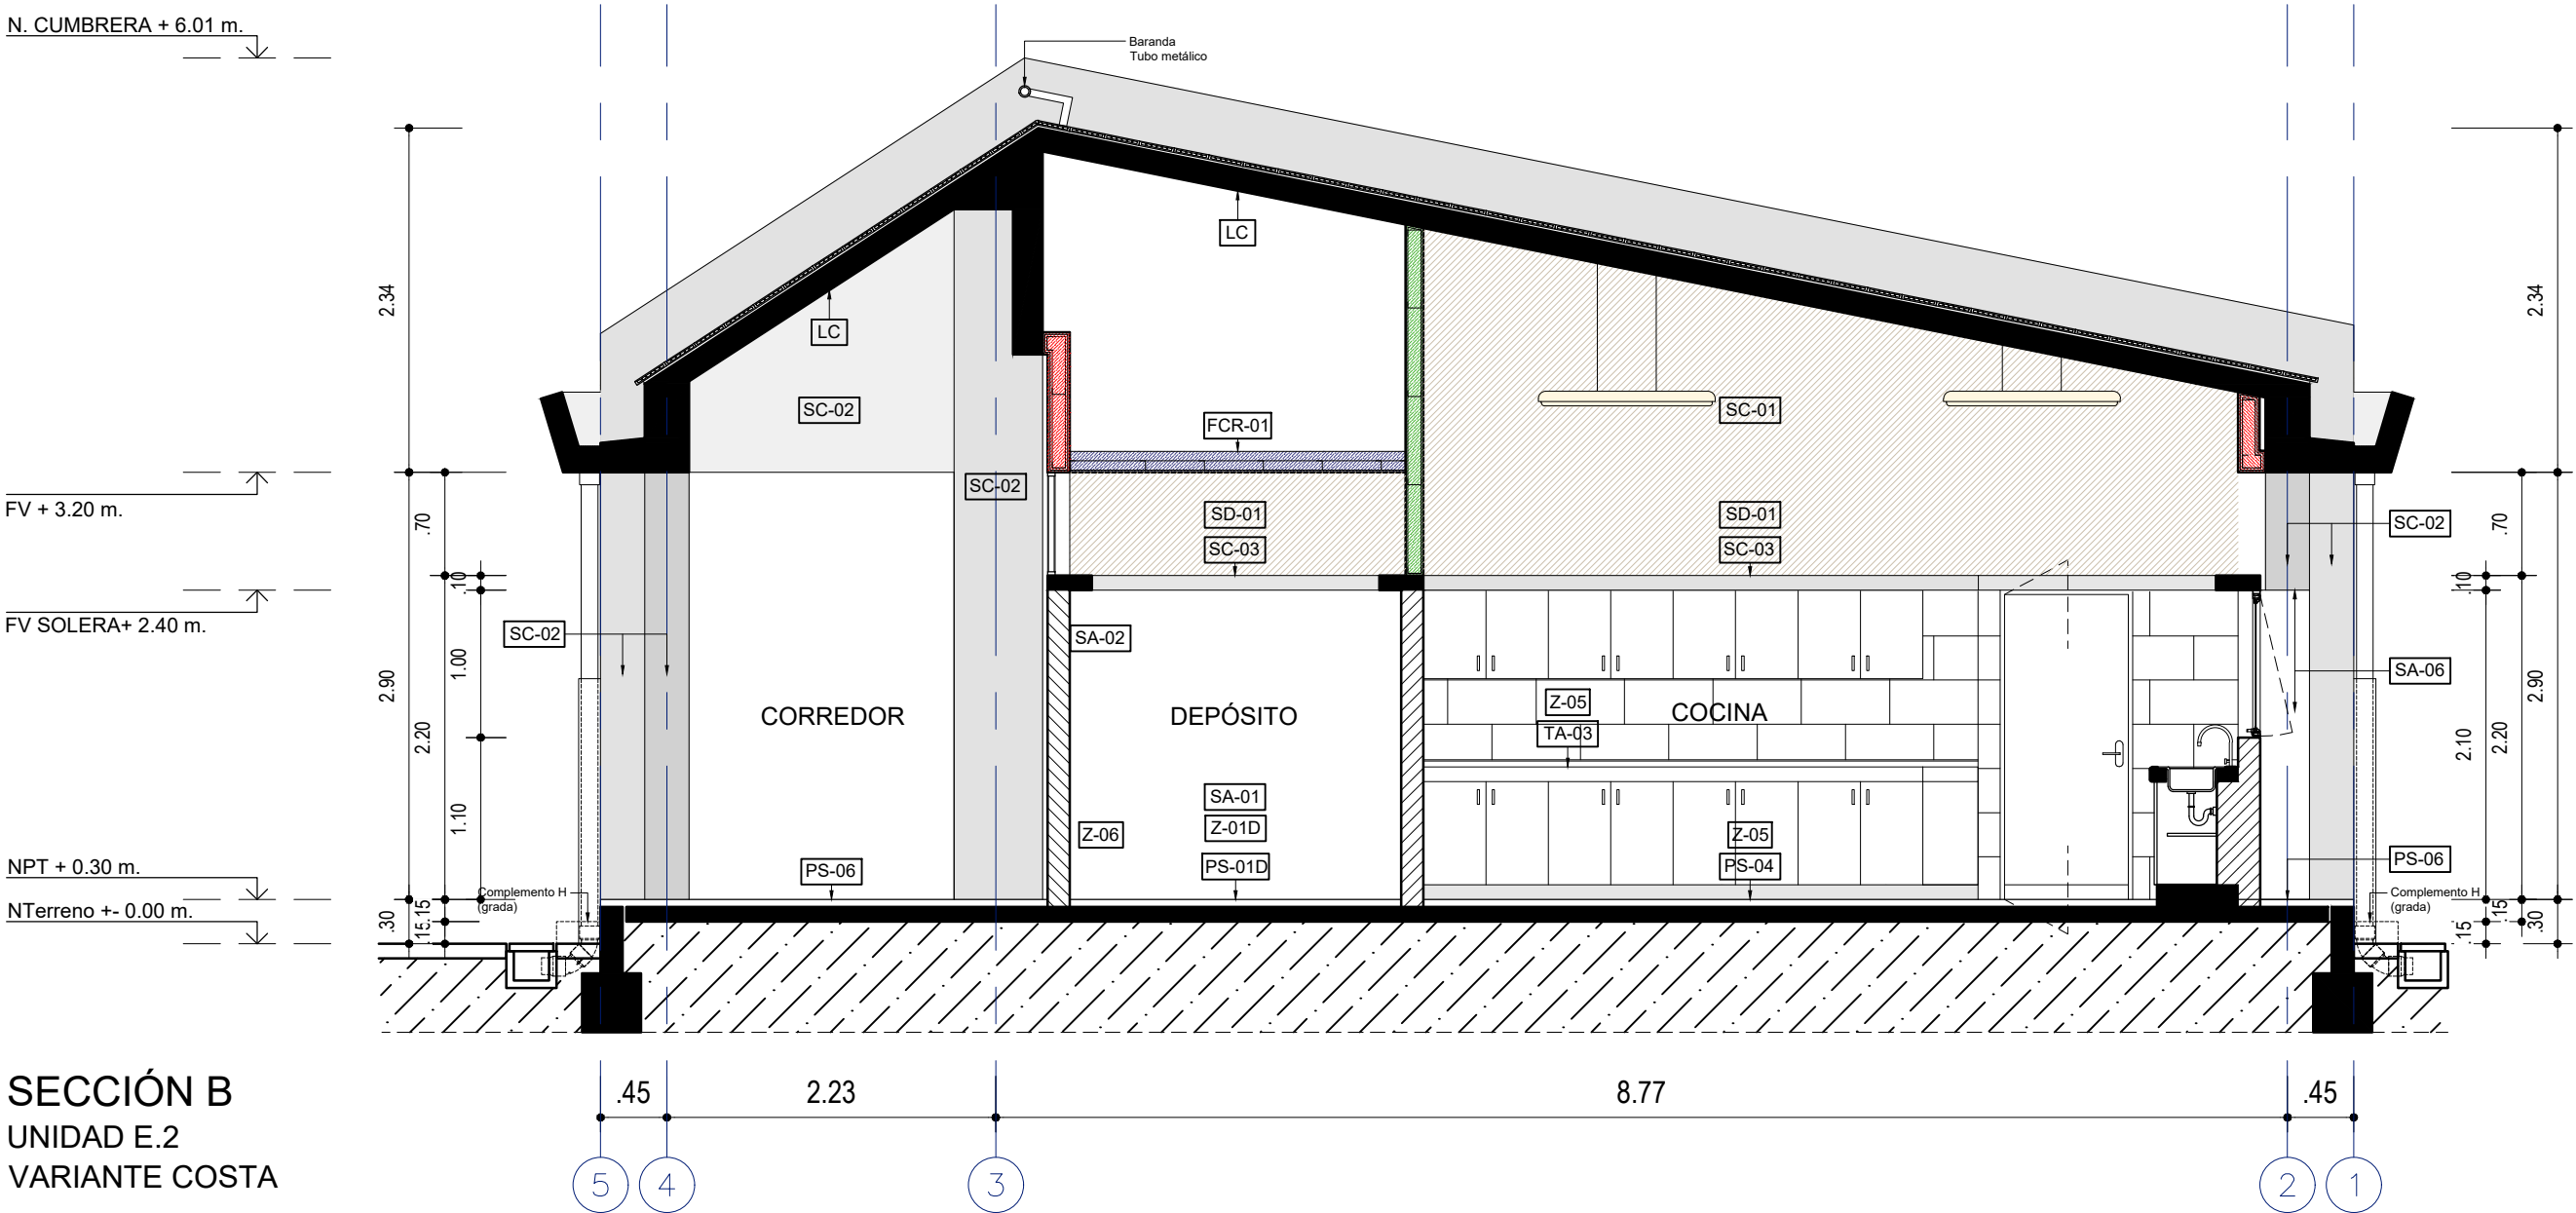 N. CUMBRERA + 6.01 m.
Baranda
Tubo metálico
LC
2.34
2.34
LC
SC-02
FCR-01
SC-01
SC-02
FV + 3.20 m.
.70
SD-01
SC-03
SD-01
SC-03
SC-02
.70
.10
.10
FV SOLERA+ 2.40 m.
SC-02
SA-02
SA-06
1.00
2.90
2.20
CORREDOR
DEPÓSITO
Z-05
TA-03
COCINA
2.10
2.20
2.90
1.10
SA-01
Z-01D
PS-01D
Z-06
Z-05
PS-04
PS-06
PS-06
NPT + 0.30 m.
NTerreno +- 0.00 m.
Complemento H
(grada)
Complemento H
(grada)
.30
.15
.15
.15
.15
.30
SECCIÓN B
UNIDAD E.2
VARIANTE COSTA
.45
2.23
8.77
.45
5
4
3
2
1